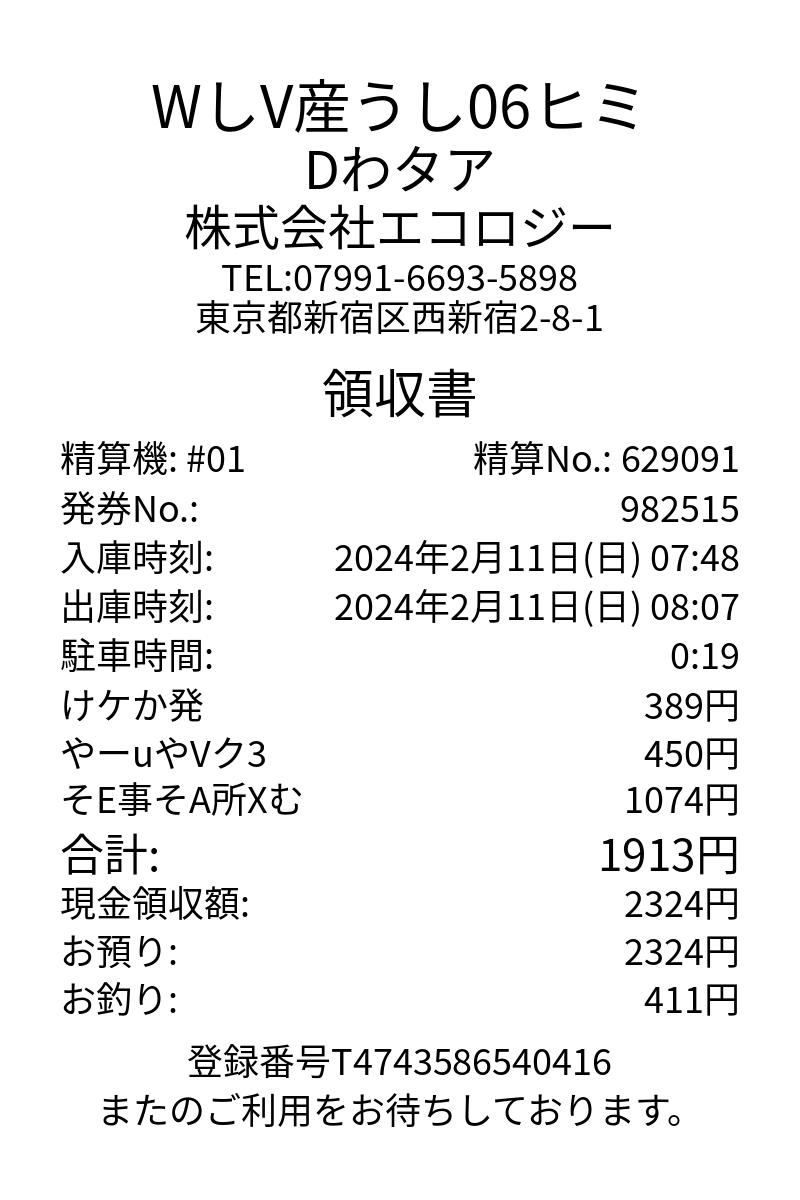 WしV産うし06ヒミ
Dわタア
株式会社エコロジー
TEL:07991-6693-5898
東京都新宿区西新宿2-8-1
領収書
精算機: #01 精算No.: 629091
発券No.: 982515
入庫時刻: 2024年2月11日(日) 07:48
出庫時刻: 2024年2月11日(日) 08:07
駐車時間: 0:19
けケか発 389円
やーuやVク3 450円
そE事そA所Xむ 1074円
合計: 1913円
現金領収額: 2324円
お預り: 2324円
お釣り: 411円
登録番号T4743586540416
またのご利用をお待ちしております。